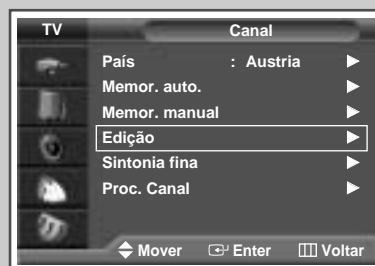 TV Canal
País : Austria
Memor. auto.
Memor. manual
Edição
Sintonia fina
Proc. Canal
Mover Enter Voltar